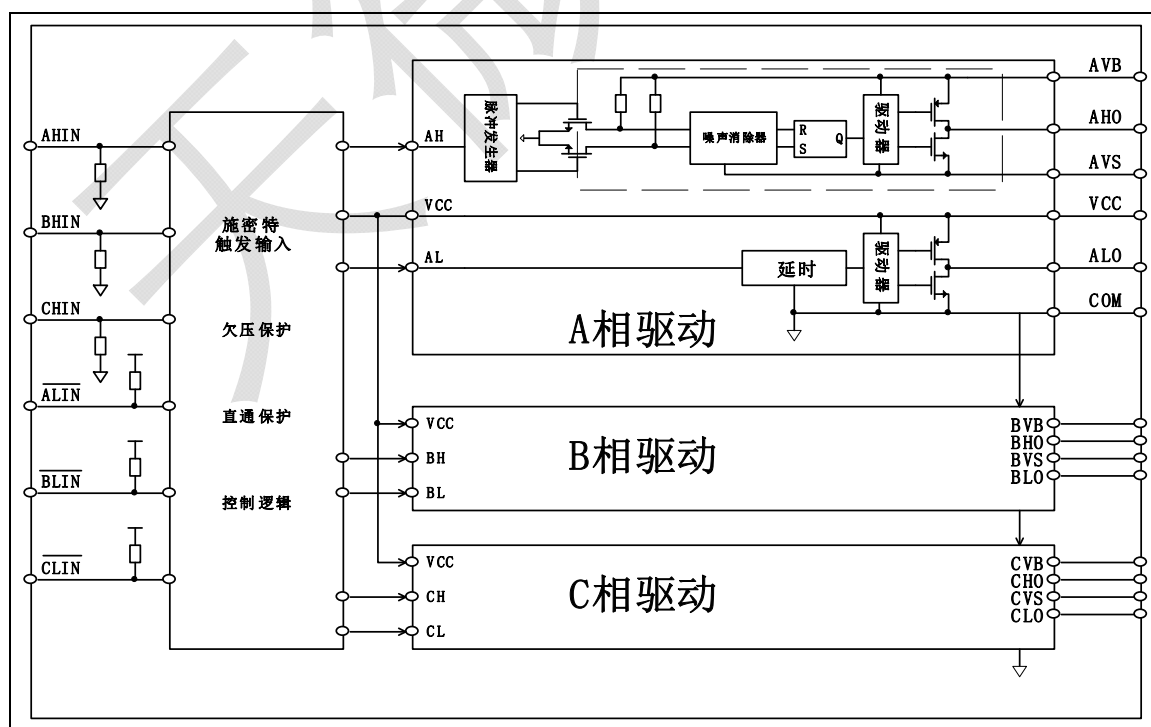 AHIN
BHIN
CHIN
ALIN
BLIN
CLIN
施密特
触发输入
欠压保护
直通保护
控制逻辑
AH
脉冲发生器
噪声消除器
R
S
Q
驱动器
AVB
AHO
AVS
VCC
VCC
AL
延时
驱动器
ALO
COM
A相驱动
VCC
BH
BL
B相驱动
BVB
BHO
BVS
BLO
VCC
CH
CL
C相驱动
CVB
CHO
CVS
CLO